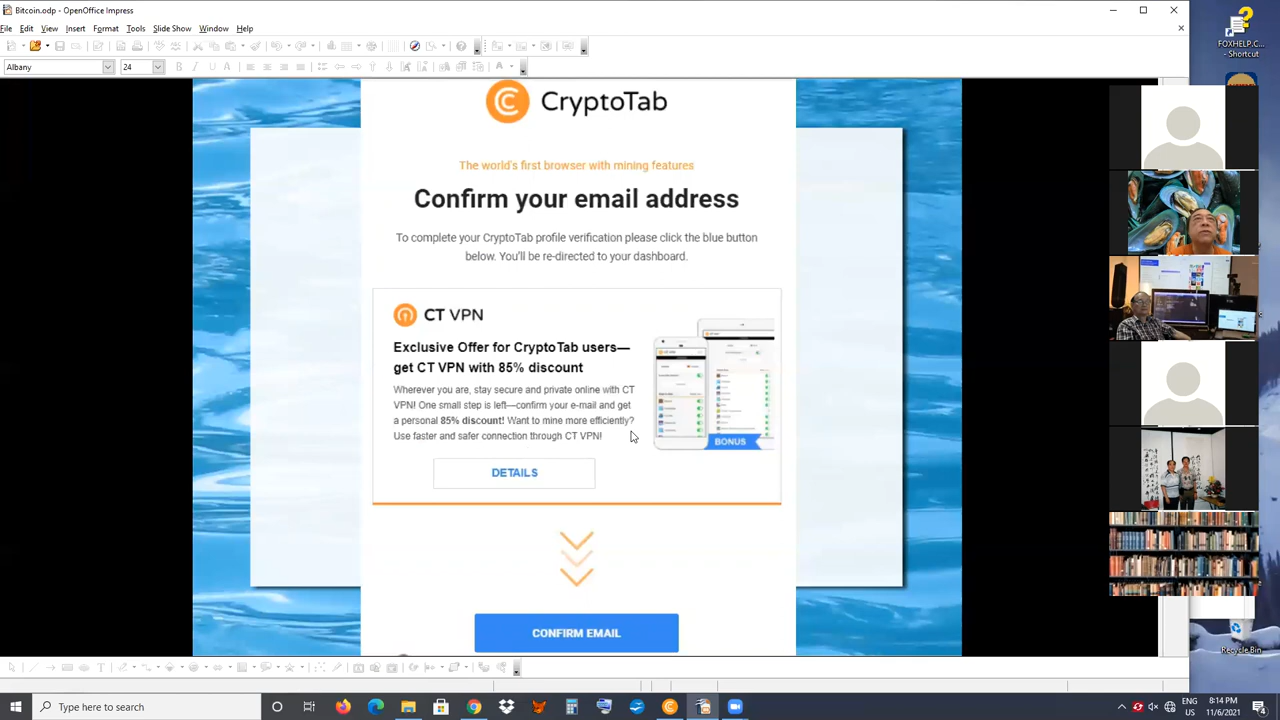 Bitcoin.odp - OpenOffice Impress
File Edit View Insert Format Tools Slide Show Window Help
Albany
24
FOXHELP.C...
- Shortcut
CryptoTab
The world's first browser with mining features
Confirm your email address
To complete your CryptoTab profile verification please click the blue button
below. You'll be re-directed to your dashboard.
CT VPN
Exclusive Offer for CryptoTab users—
get CT VPN with 85% discount
Wherever you are, stay secure and private online with CT
VPN! One small step is left—confirm your e-mail and get
a personal 85% discount! Want to mine more efficiently?
Use faster and safer connection through CT VPN!
BONUS
DETAILS
CONFIRM EMAIL
Recycle Bin
Type here to search
ENG
US
8:14 PM
11/6/2021
4